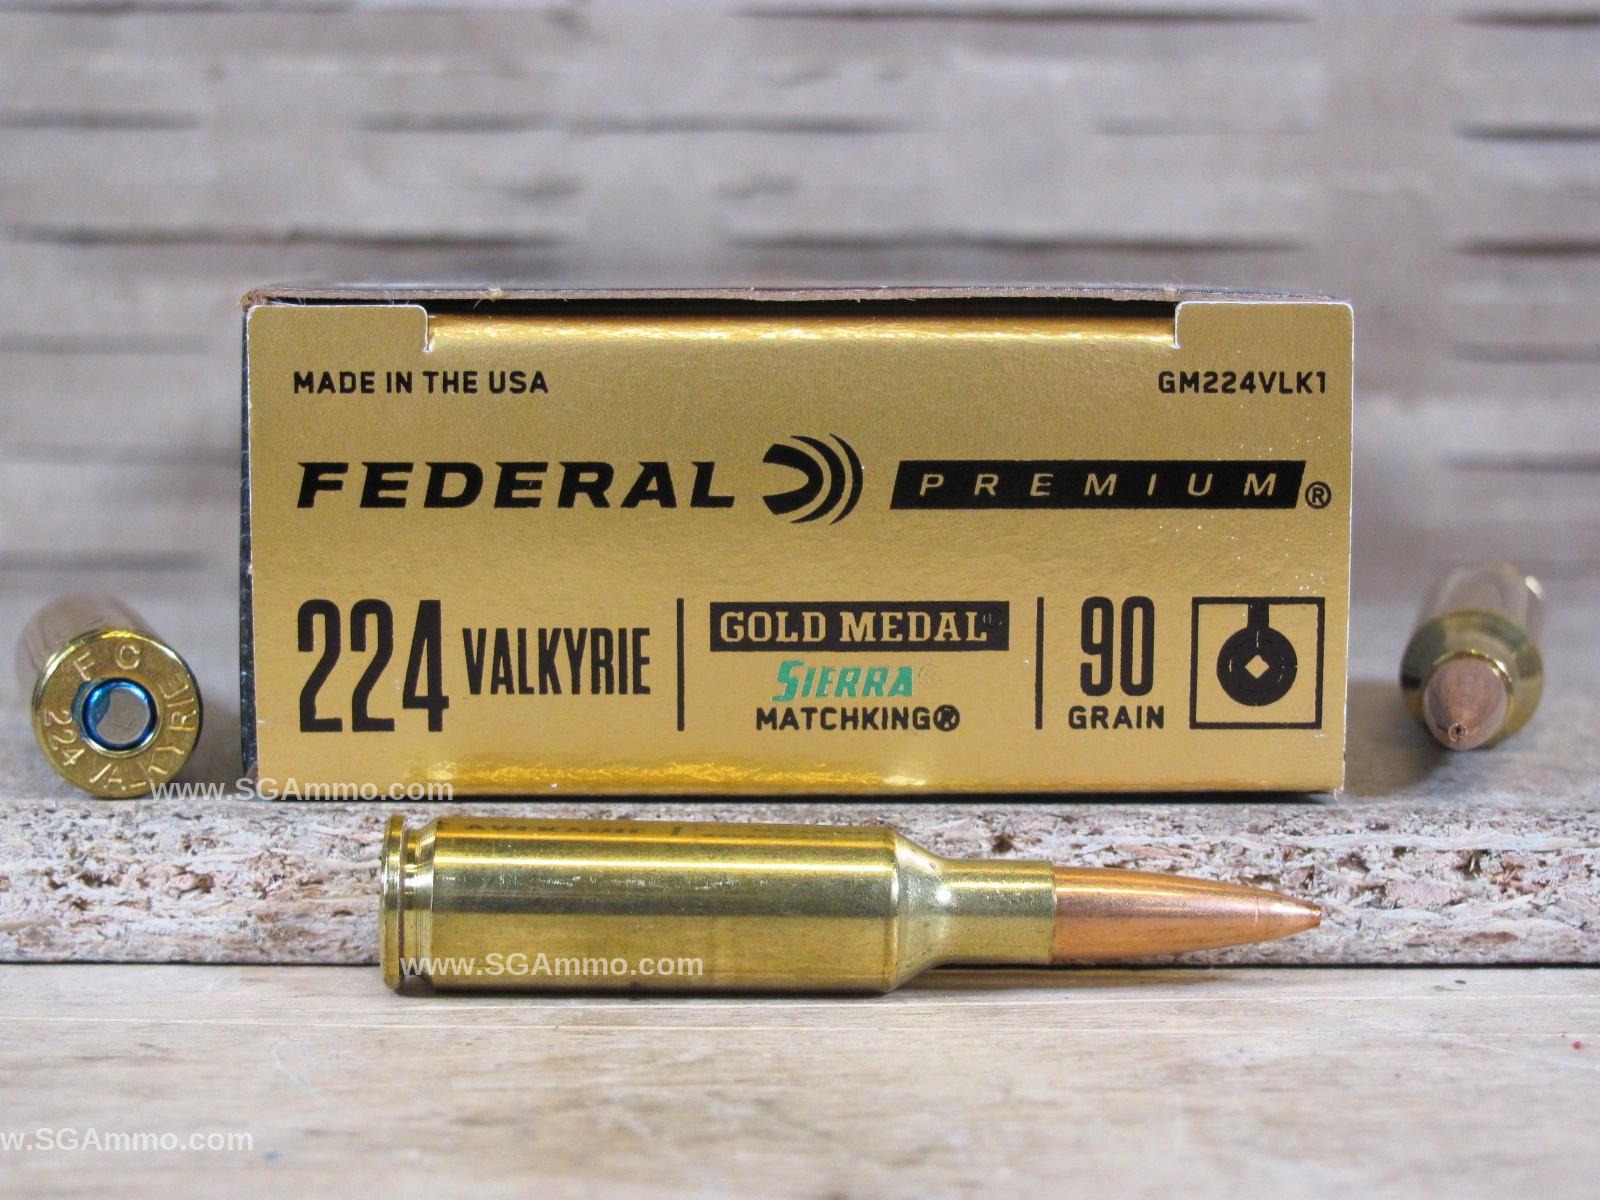 MADE IN THE USA
GM224VLK1
FEDERAL PREMIUM®
224 VALKYRIE
GOLD MEDAL®
SIERRA®
MATCHKING®
90
GRAIN
F C
224 VALKYRIE
www.SGAmmo.com
www.SGAmmo.com
w.SGAmmo.com